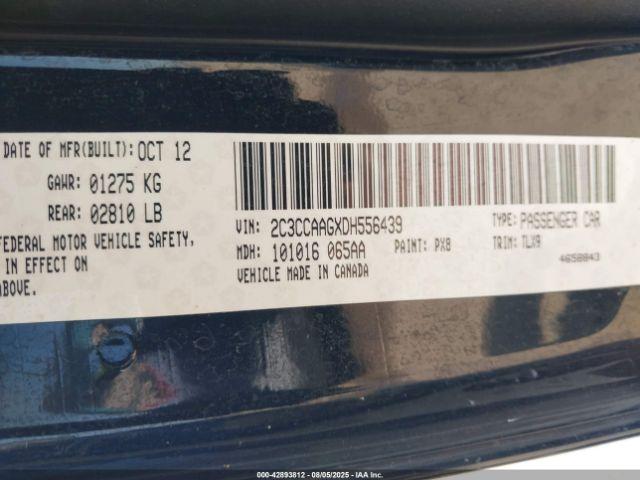 DATE OF MFR(BUILT): OCT 12
GAWR: 01275 KG
REAR: 02810 LB
FEDERAL MOTOR VEHICLE SAFETY,
IN EFFECT ON
ABOVE.
VIN: 2C3CCAAGXDH556439
TYPE: PASSENGER CAR
MDH: 101016 065AA
PAINT: PX8
TRIM: TLX9
VEHICLE MADE IN CANADA
4658843
00-42893812 - 08/05/2025 - IAA Inc.